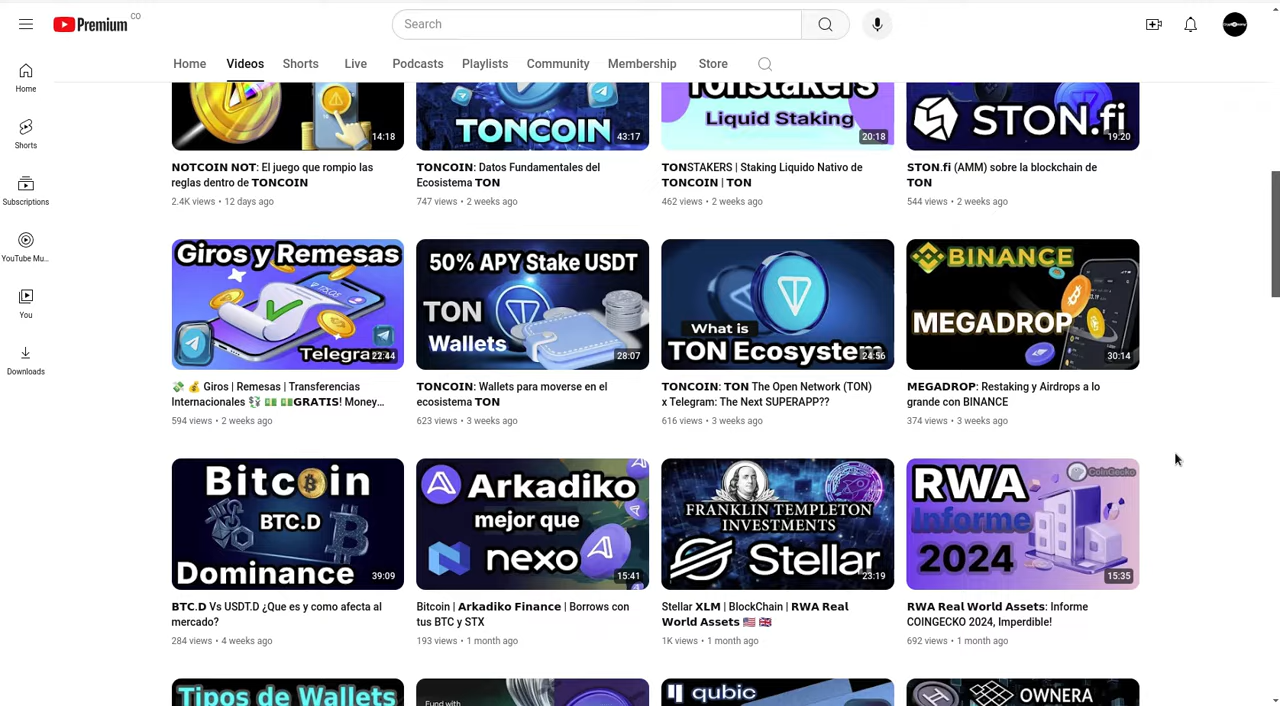 Premium CO
Search
Home Videos Shorts Live Podcasts Playlists Community Membership Store
Home
Shorts
Subscriptions
YouTube Mu...
You
Downloads
14:18
TONCOIN
43:17
Tonstakers
Liquid Staking
20:18
STON.fi
19:20
NOTCOIN NOT: El juego que rompio las
reglas dentro de TONCOIN
2.4K views • 12 days ago
TONCOIN: Datos Fundamentales del
Ecosistema TON
747 views • 2 weeks ago
TONSTAKERS | Staking Liquido Nativo de
TONCOIN | TON
462 views • 2 weeks ago
STON.fi (AMM) sobre la blockchain de
TON
544 views • 2 weeks ago
Giros y Remesas
Telegra
22:44
50% APY Stake USDT
TON
Wallets
28:07
What is
TON Ecosystem
24:56
BINANCE
MEGADROP
30:14
💸 💰 Giros | Remesas | Transferencias
Internacionales 💱 💵 💵GRATIS! Money...
594 views • 2 weeks ago
TONCOIN: Wallets para moverse en el
ecosistema TON
623 views • 3 weeks ago
TONCOIN: TON The Open Network (TON)
x Telegram: The Next SUPERAPP??
616 views • 3 weeks ago
MEGADROP: Restaking y Airdrops a lo
grande con BINANCE
374 views • 3 weeks ago
Bitcoin
BTC.D
Dominance
39:09
Arkadiko
mejor que
nexo
15:41
FRANKLIN TEMPLETON
INVESTMENTS
Stellar
23:19
RWA
CoinGecko
Informe
2024
15:35
BTC.D Vs USDT.D ¿Que es y como afecta al
mercado?
284 views • 4 weeks ago
Bitcoin | Arkadiko Finance | Borrows con
tus BTC y STX
193 views • 1 month ago
Stellar XLM | BlockChain | RWA Real
World Assets 🇺🇸 🇬🇧
1K views • 1 month ago
RWA Real World Assets: Informe
COINGECKO 2024, Imperdible!
692 views • 1 month ago
Tipos de Wallets
Fund with
qubic
OWNERA